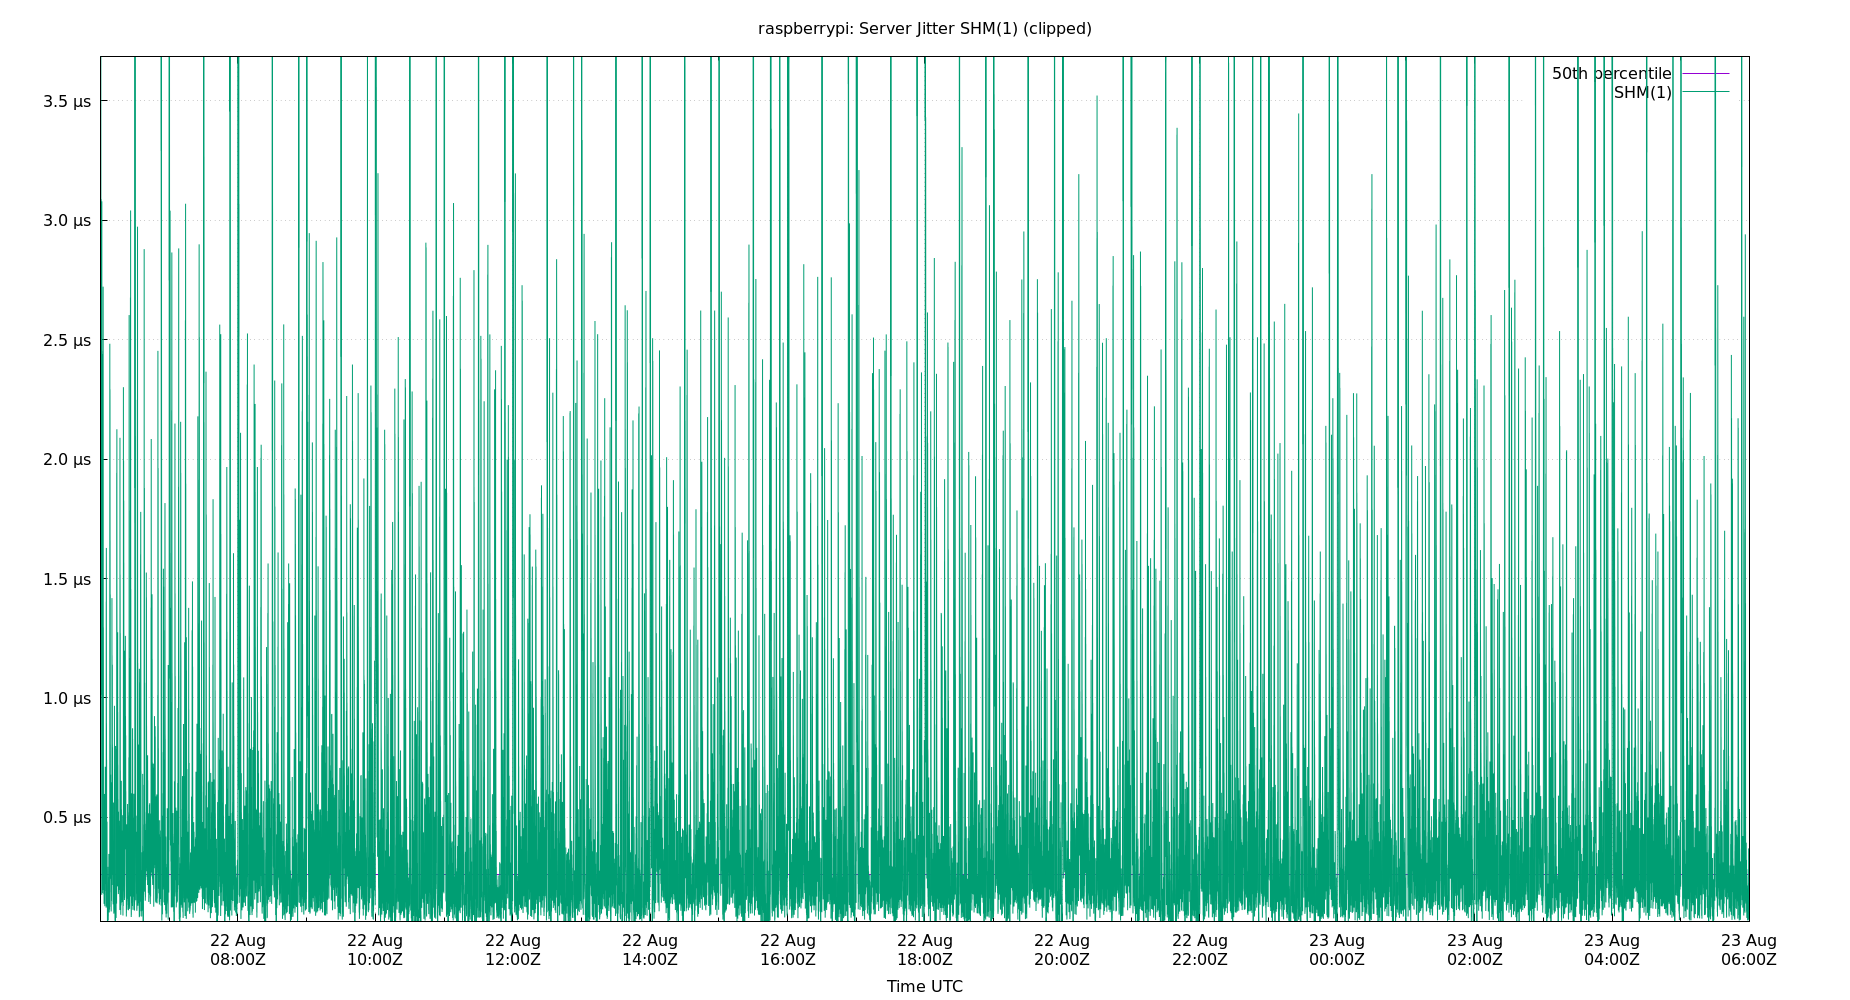 raspberrypi: Server Jitter SHM(1) (clipped)
50th percentile
SHM(1)
3.5 µs
3.0 µs
2.5 µs
2.0 µs
1.5 µs
1.0 µs
0.5 µs
22 Aug 22 Aug 22 Aug 22 Aug 22 Aug 22 Aug 22 Aug 22 Aug 23 Aug 23 Aug 23 Aug 23 Aug
08:00Z 10:00Z 12:00Z 14:00Z 16:00Z 18:00Z 20:00Z 22:00Z 00:00Z 02:00Z 04:00Z 06:00Z
Time UTC